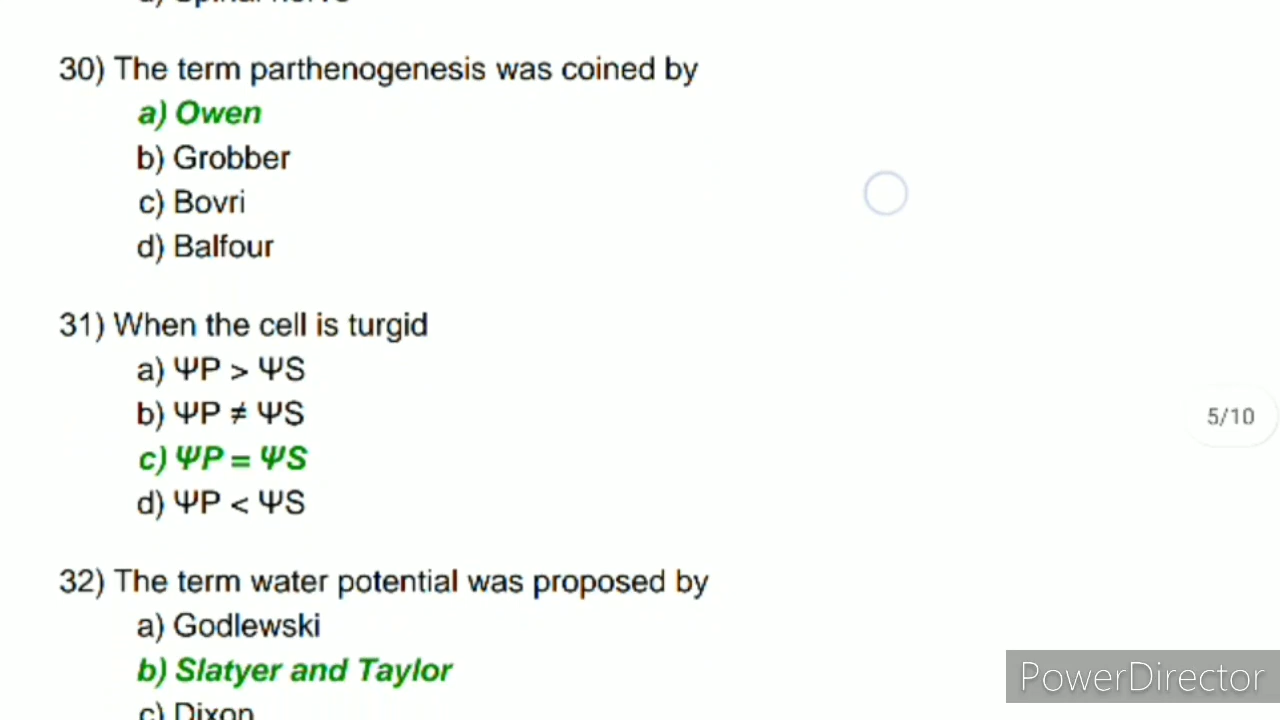 30) The term parthenogenesis was coined by
a) Owen
b) Grobber
c) Bovri
d) Balfour
31) When the cell is turgid
a) ΨP > ΨS
b) ΨP ≠ ΨS
c) ΨP = ΨS
d) ΨP < ΨS
5/10
32) The term water potential was proposed by
a) Godlewski
b) Slatyer and Taylor
c) Dixon
PowerDirector